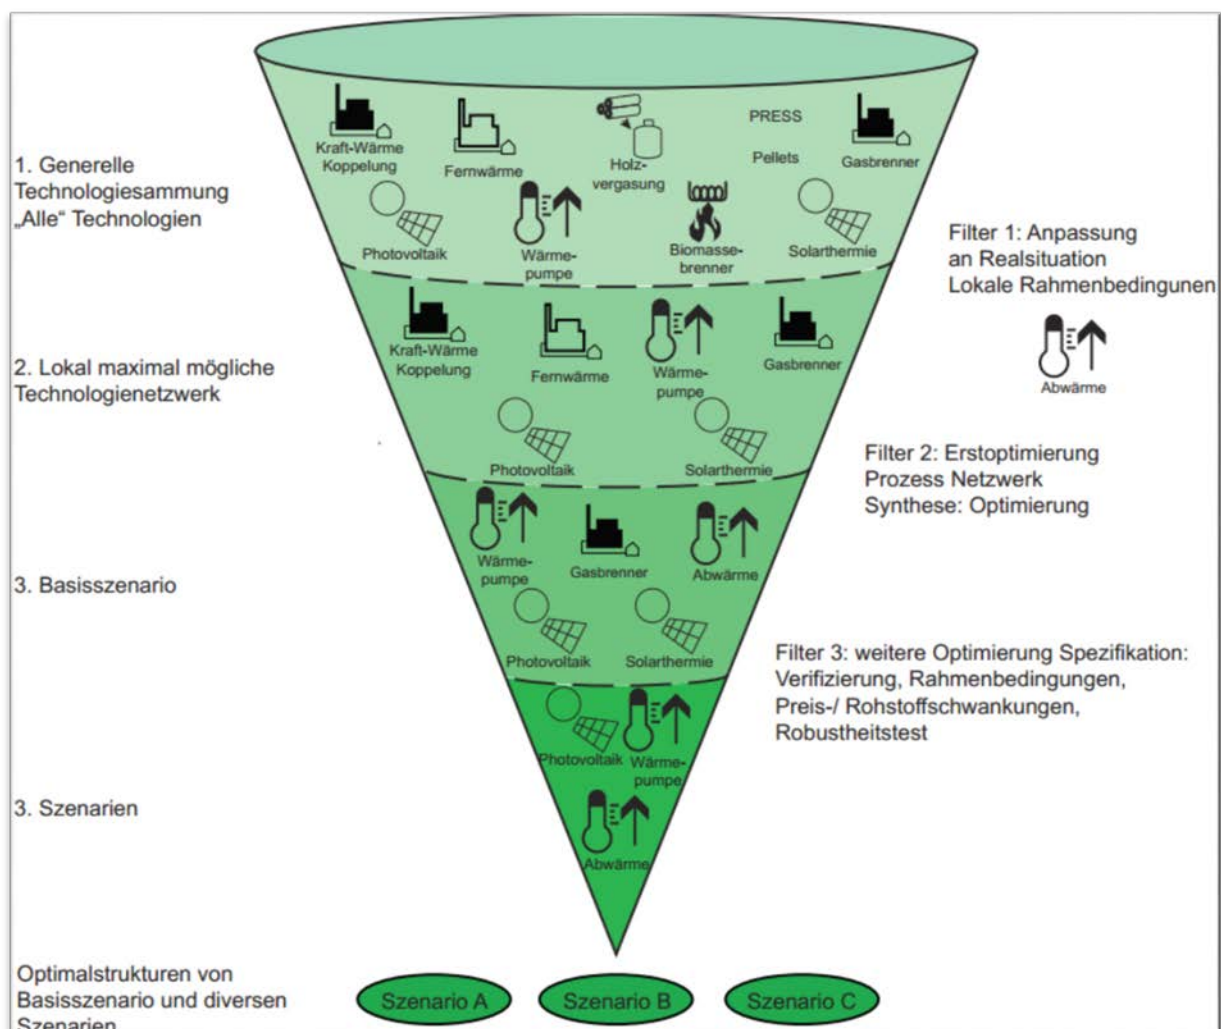 1. Generelle
Technologiesammung
„Alle“ Technologien
Kraft-Wärme
Koppelung
Fernwärme
Holz-
vergasung
PRESS
Pellets
Gasbrenner
Photovoltaik
Wärme-
pumpe
Biomasse-
brenner
Solarthermie
Filter 1: Anpassung
an Realsituation
Lokale Rahmenbedingunen
Abwärme
2. Lokal maximal mögliche
Technologienetzwerk
Kraft-Wärme
Koppelung
Fernwärme
Wärme-
pumpe
Gasbrenner
Photovoltaik
Solarthermie
Filter 2: Erstoptimierung
Prozess Netzwerk
Synthese: Optimierung
3. Basisszenario
Wärme-
pumpe
Gasbrenner
Abwärme
Photovoltaik
Solarthermie
Filter 3: weitere Optimierung Spezifikation:
Verifizierung, Rahmenbedingungen,
Preis-/ Rohstoffschwankungen,
Robustheitstest
3. Szenarien
Photovoltaik
Wärme-
pumpe
Abwärme
Optimalstrukturen von
Basisszenario und diversen
Szenarien
Szenario A
Szenario B
Szenario C